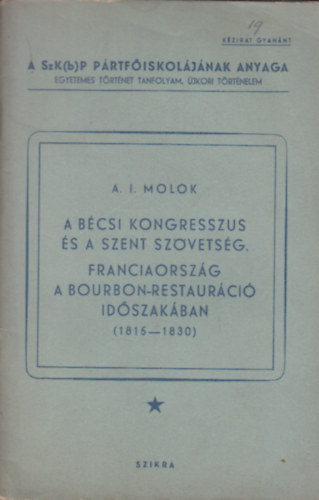 19
KÉZIRAT GYANÁNT
A SzK(b)P PÁRTFŐISKOLÁJÁNAK ANYAGA
EGYETEMES TÖRTÉNET TANFOLYAM, ÚJKORI TÖRTÉNELEM
A. I. MOLOK
A BÉCSI KONGRESSZUS
ÉS A SZENT SZÖVETSÉG.
FRANCIAORSZÁG
A BOURBON-RESTAURÁCIÓ
IDŐSZAKÁBAN
(1815—1830)
SZIKRA